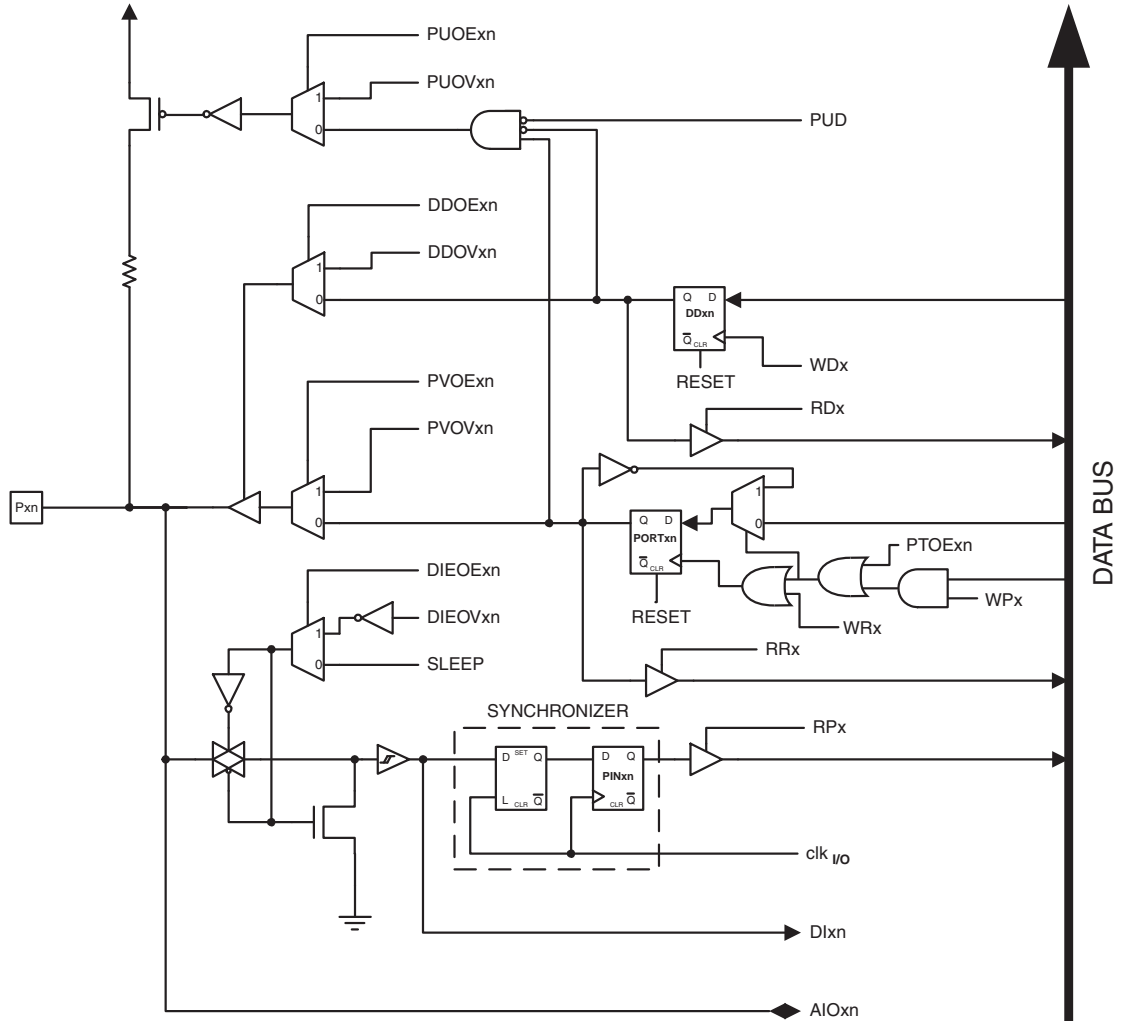 PUOExn
PUOVxn
1
0
PUD
DDOExn
DDOVxn
1
0
Q D
DDxn
Q CLR
WDx
RESET
RDx
PVOExn
PVOVxn
1
0
Pxn
1
0
Q D
PORTxn
Q CLR
RESET
PTOExn
WPx
WRx
RRx
DATA BUS
DIEOExn
DIEOVxn
1
0
SLEEP
SYNCHRONIZER
RPx
D SET Q
L CLR Q
D Q
PINxn
CLR Q
clk I/O
DIxn
AIOxn